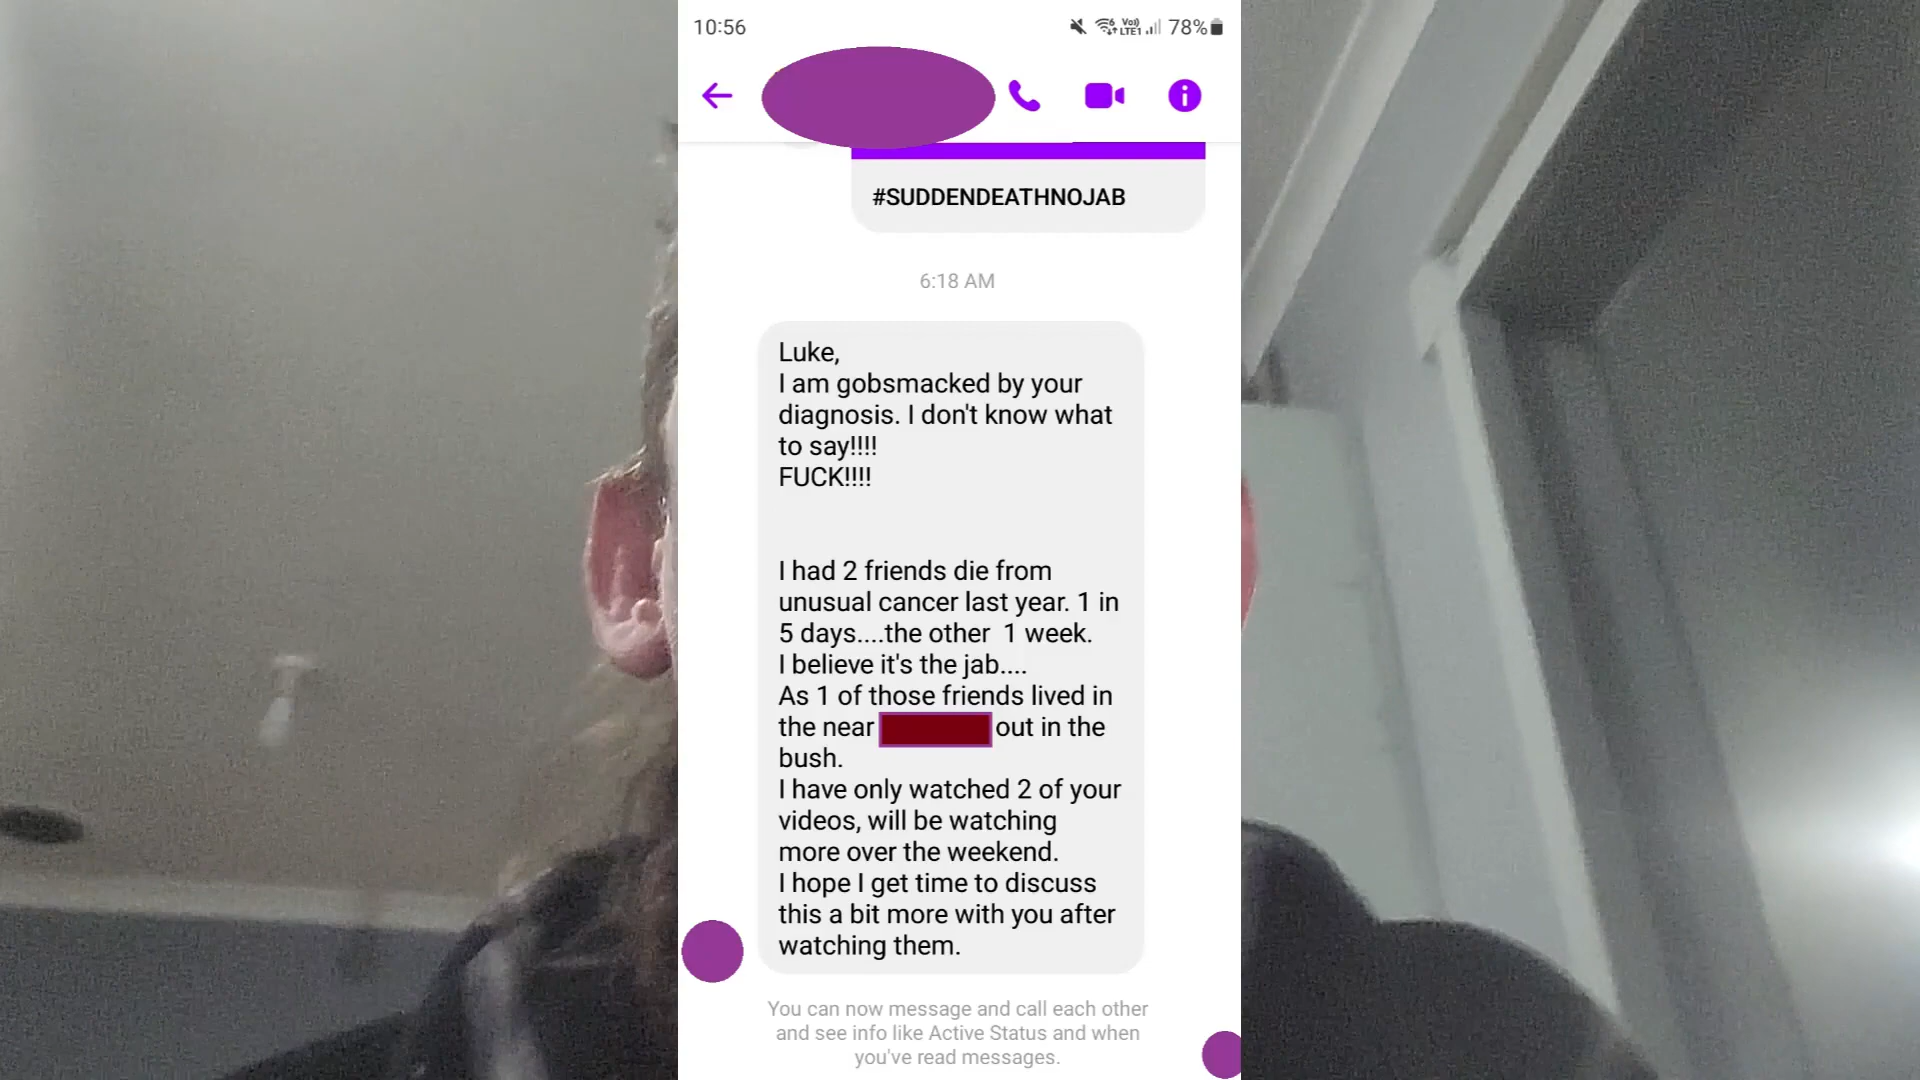 10:56
78%
#SUDDENDEATHNOJAB
6:18 AM
Luke,
I am gobsmacked by your
diagnosis. I don't know what
to say!!!!
FUCK!!!!
I had 2 friends die from
unusual cancer last year. 1 in
5 days....the other 1 week.
I believe it's the jab....
As 1 of those friends lived in
the near out in the
bush.
I have only watched 2 of your
videos, will be watching
more over the weekend.
I hope I get time to discuss
this a bit more with you after
watching them.
You can now message and call each other
and see info like Active Status and when
you've read messages.